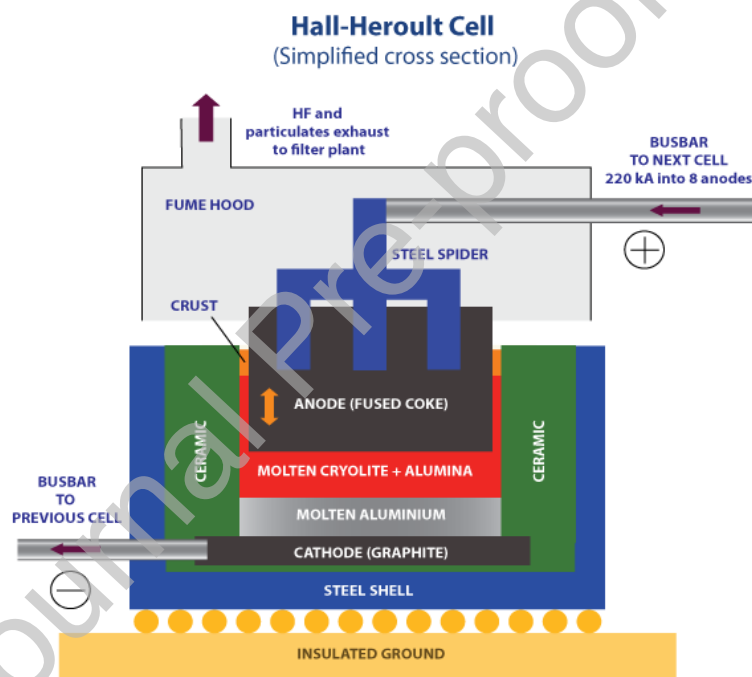 Hall-Heroult Cell
(Simplified cross section)
HF and
particulates exhaust
to filter plant
BUSBAR
TO NEXT CELL
220 kA into 8 anodes
FUME HOOD
STEEL SPIDER
CRUST
ANODE (FUSED COKE)
CERAMIC
CERAMIC
MOLTEN CRYOLITE + ALUMINA
BUSBAR
TO
PREVIOUS CELL
MOLTEN ALUMINIUM
CATHODE (GRAPHITE)
STEEL SHELL
INSULATED GROUND
+
−
ournal Pre-proof